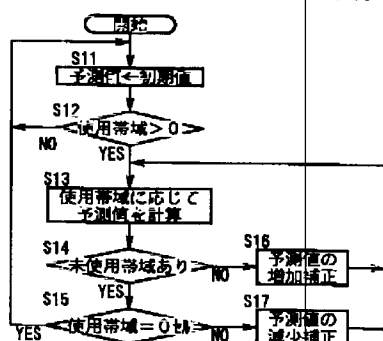 開始
S11
予測値←初期値
S12
使用帯域>0
NO
YES
S13
使用帯域に応じて
予測値を計算
S14
未使用帯域あり
NO
S16
予測値の
増加補正
YES
S15
使用帯域=0
YES
NO
S17
予測値の
減少補正